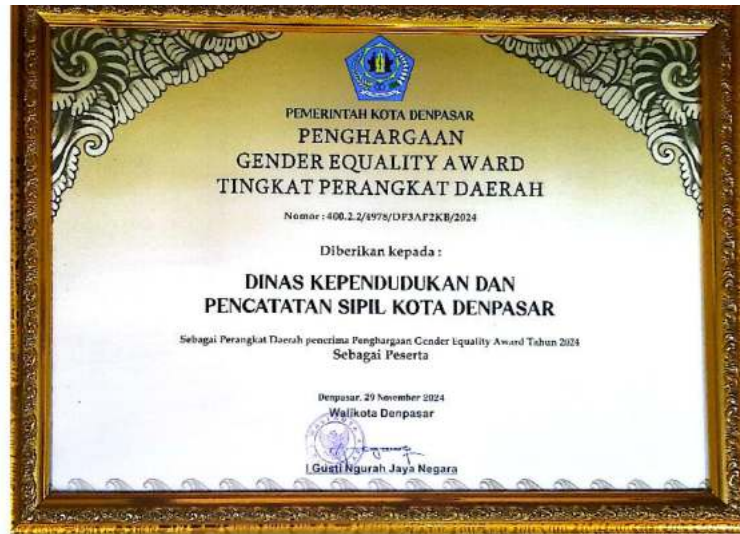 PEMERINTAH KOTA DENPASAR
PENGHARGAAN
GENDER EQUALITY AWARD
TINGKAT PERANGKAT DAERAH
Nomor : 400.2.2/4978/DP3AP2KB/2024
Diberikan kepada :
DINAS KEPENDUDUKAN DAN
PENCATATAN SIPIL KOTA DENPASAR
Sebagai Perangkat Daerah penerima Penghargaan Gender Equality Award Tahun 2024
Sebagai Peserta
Denpasar, 29 November 2024
Walikota Denpasar
WALIKOTA
I Gusti Ngurah Jaya Negara